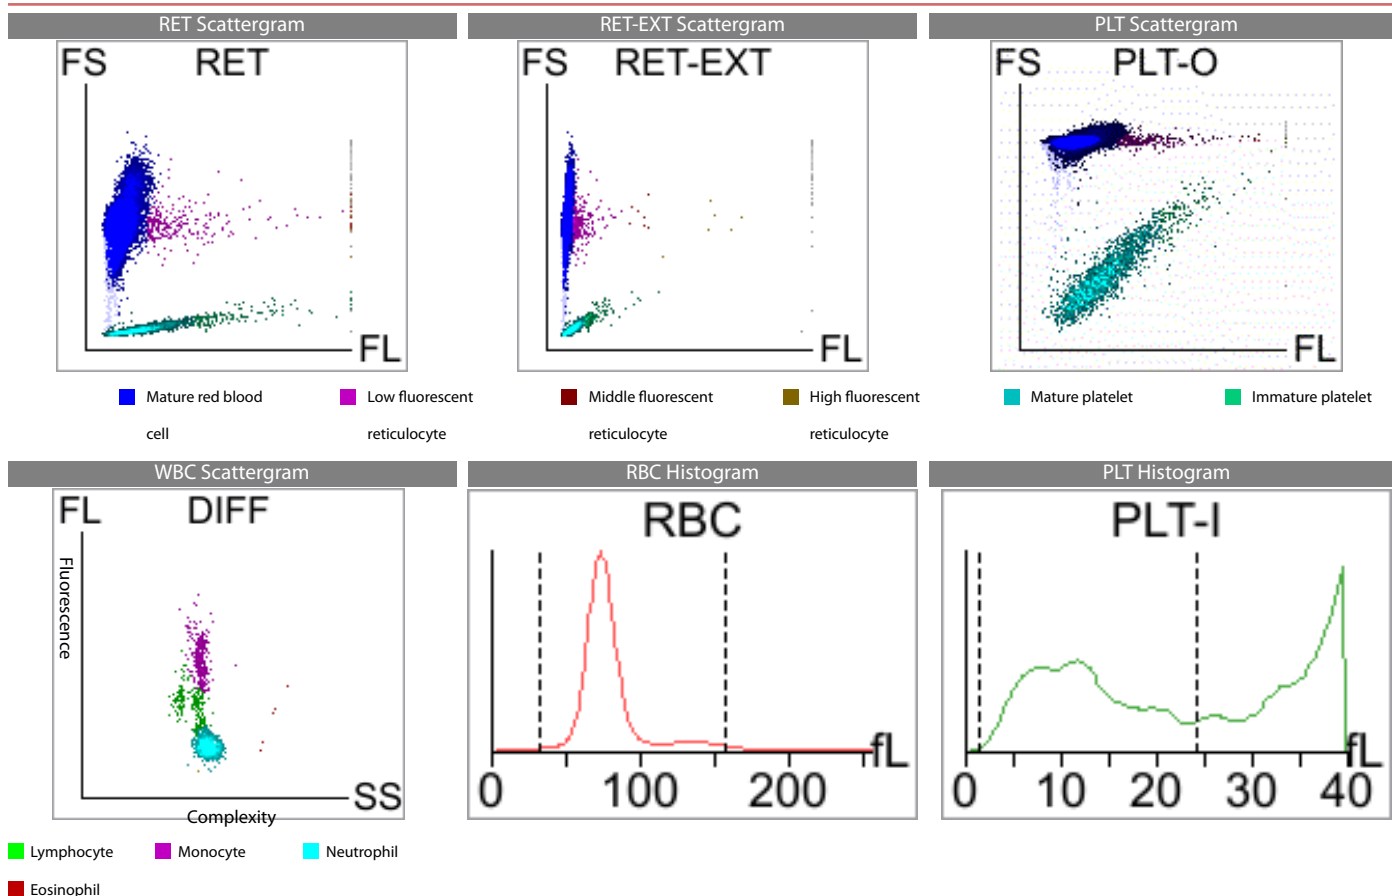 RET Scattergram
RET-EXT Scattergram
PLT Scattergram
FS RET
FL
FS RET-EXT
FL
FS PLT-O
FL
Mature red blood cell
Low fluorescent reticulocyte
Middle fluorescent reticulocyte
High fluorescent reticulocyte
Mature platelet
Immature platelet
WBC Scattergram
RBC Histogram
PLT Histogram
FL DIFF
Fluorescence
SS
Complexity
RBC
fL
0 100 200
PLT-I
fL
0 10 20 30 40
Lymphocyte
Monocyte
Neutrophil
Eosinophil